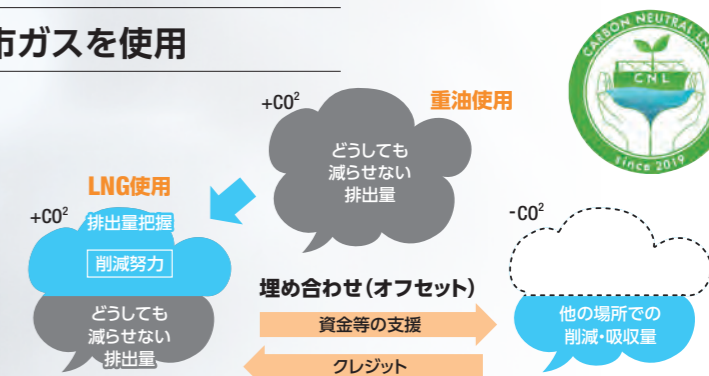 市ガスを使用
CARBON NEUTRAL LN
CNL
since 2019
+CO²
重油使用
どうしても
減らせない
排出量
LNG使用
+CO²
排出量把握
削減努力
どうしても
減らせない
排出量
埋め合わせ（オフセット）
資金等の支援
クレジット
-CO²
他の場所での
削減・吸収量